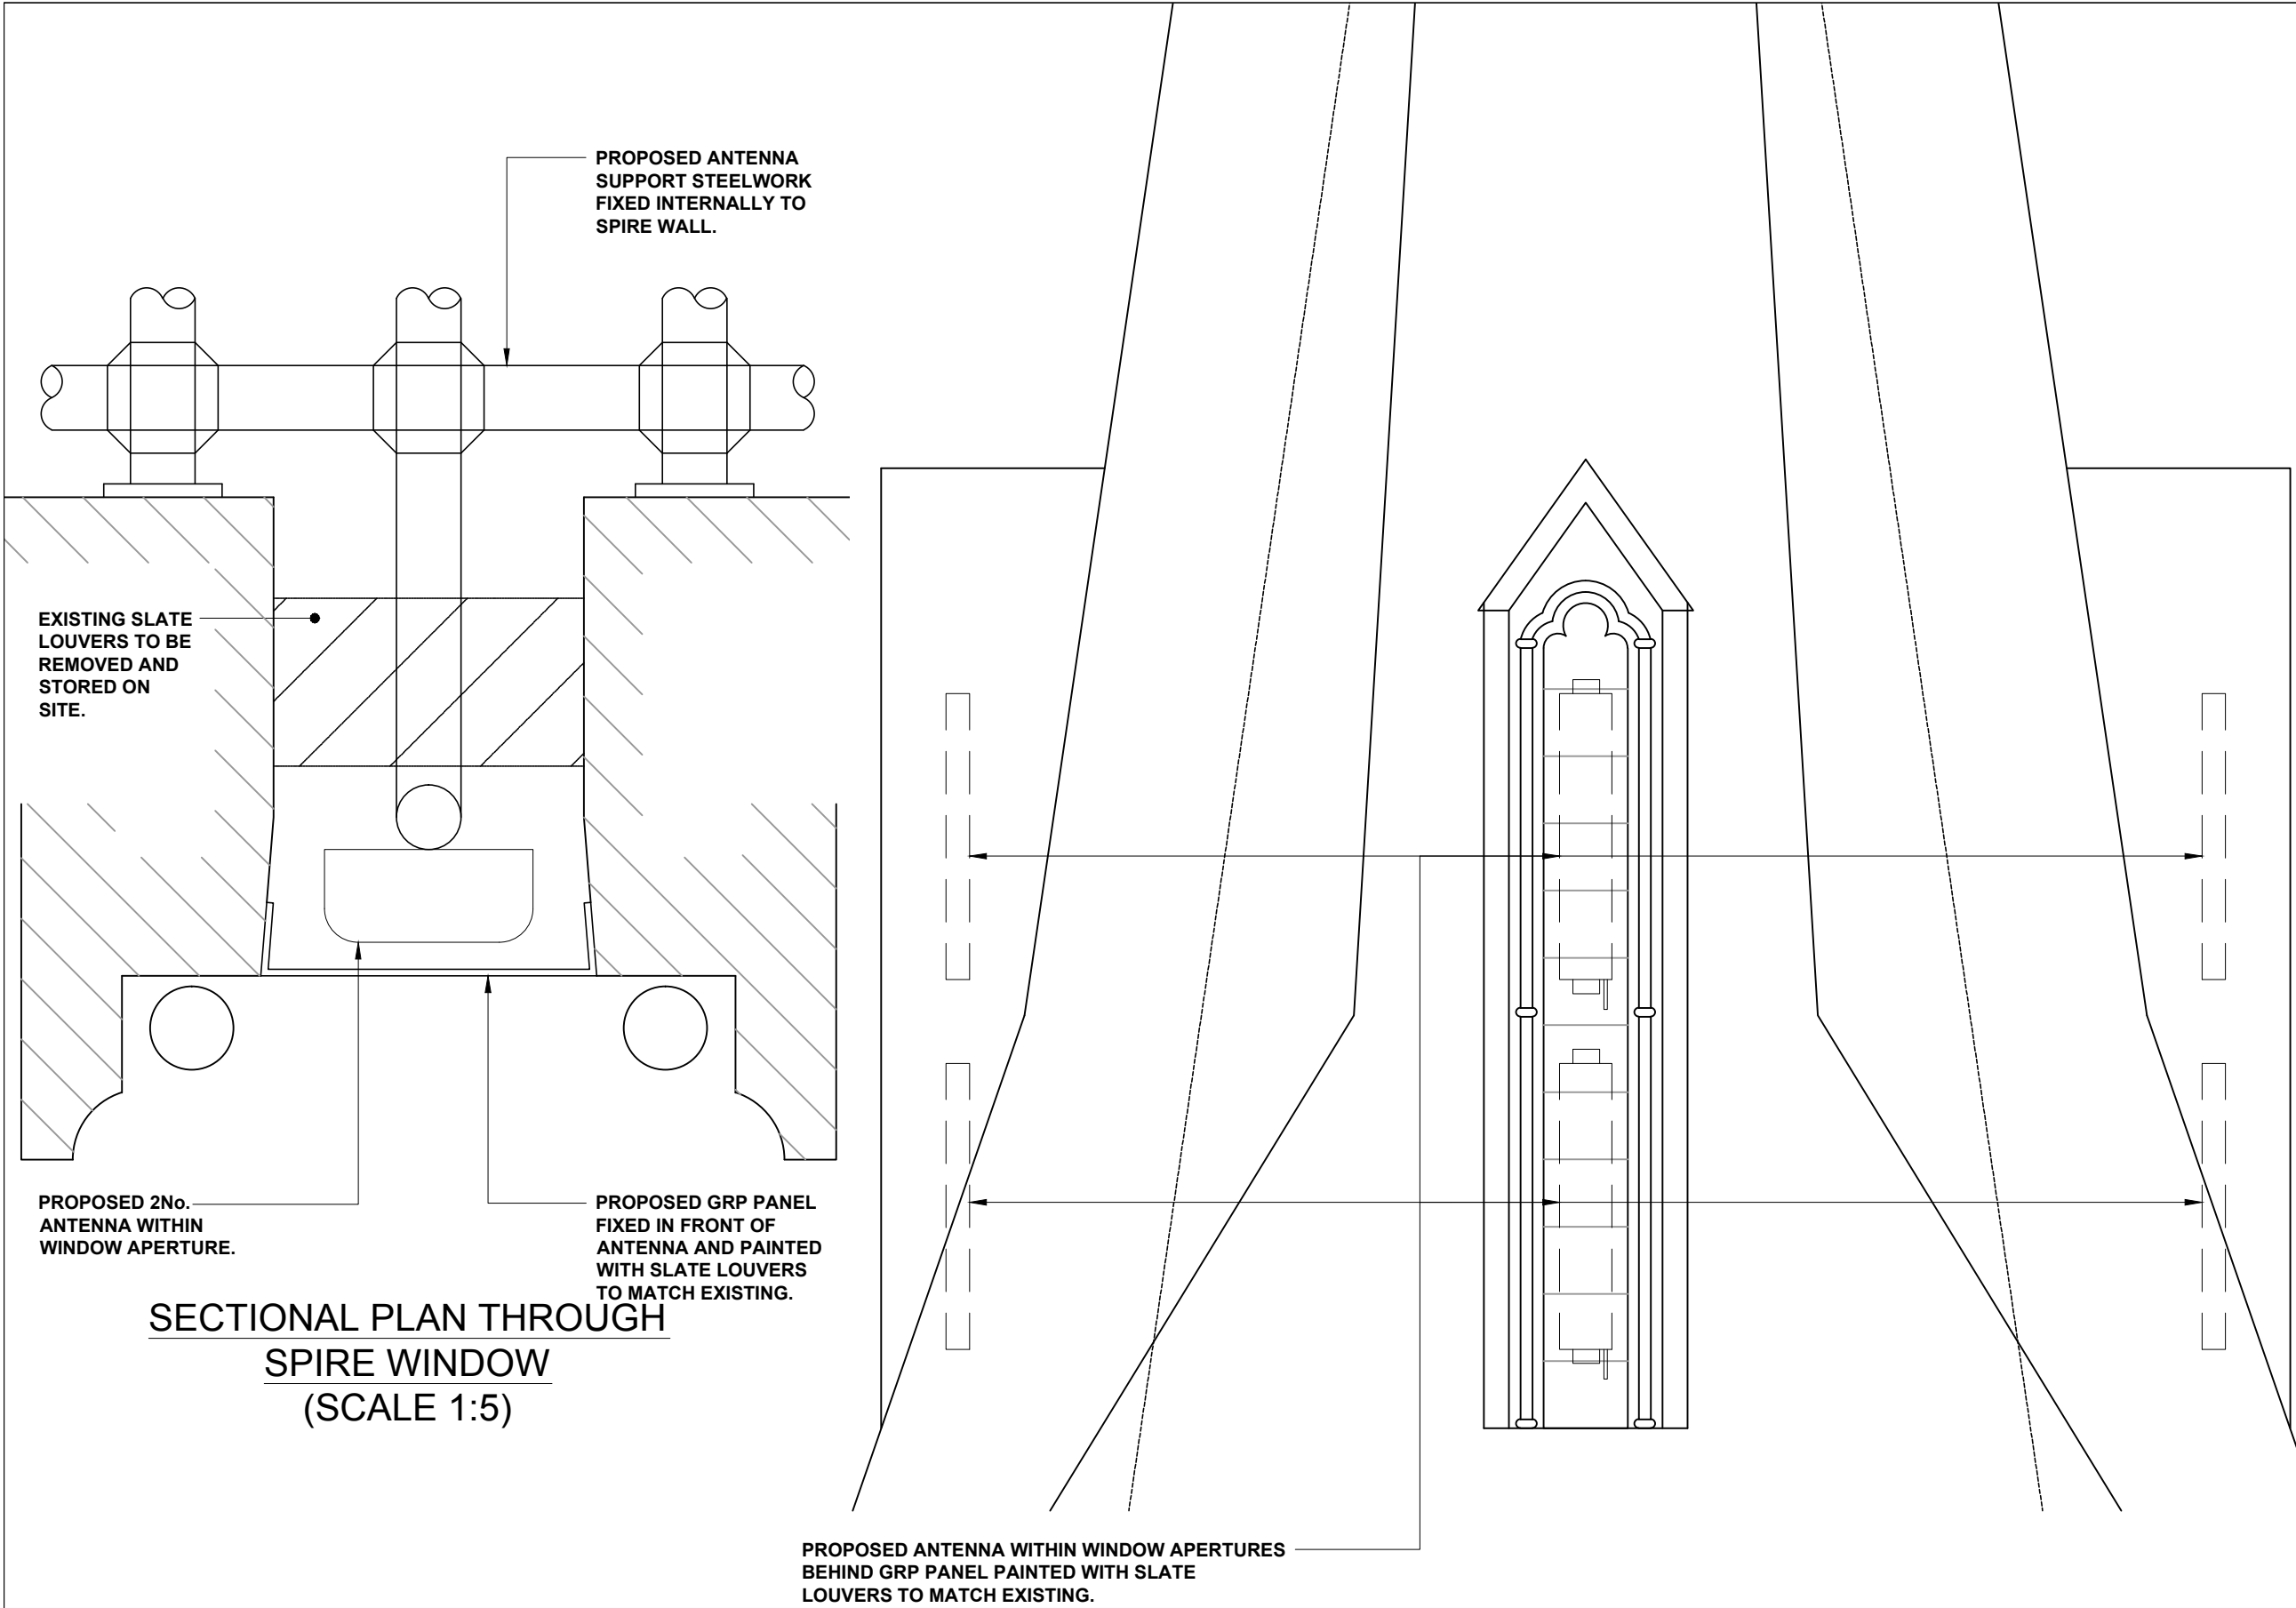 PROPOSED ANTENNA
SUPPORT STEELWORK
FIXED INTERNALLY TO
SPIRE WALL.
EXISTING SLATE
LOUVERS TO BE
REMOVED AND
STORED ON
SITE.
PROPOSED 2No.
ANTENNA WITHIN
WINDOW APERTURE.
PROPOSED GRP PANEL
FIXED IN FRONT OF
ANTENNA AND PAINTED
WITH SLATE LOUVERS
TO MATCH EXISTING.
SECTIONAL PLAN THROUGH
SPIRE WINDOW
(SCALE 1:5)
PROPOSED ANTENNA WITHIN WINDOW APERTURES
BEHIND GRP PANEL PAINTED WITH SLATE
LOUVERS TO MATCH EXISTING.